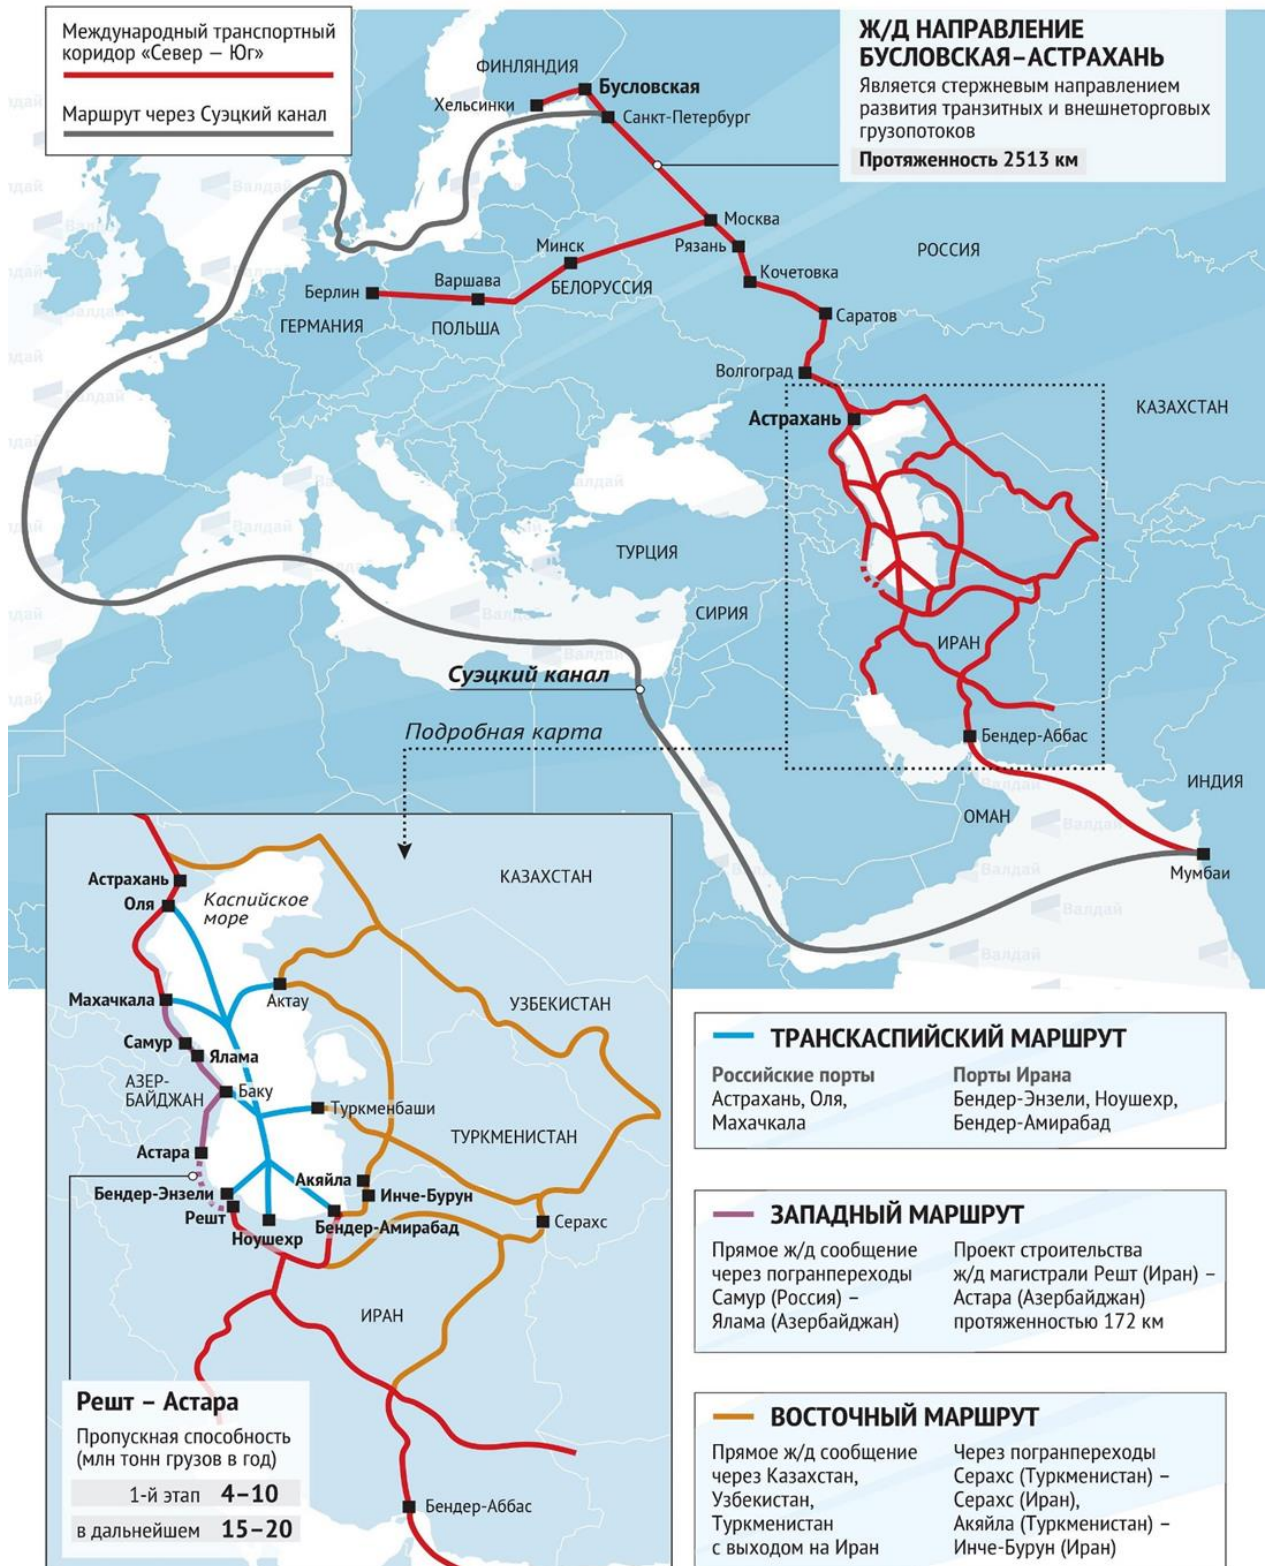 Международный транспортный
коридор «Север — Юг»
Маршрут через Суэцкий канал
Ж/Д НАПРАВЛЕНИЕ
БУСЛОВСКАЯ–АСТРАХАНЬ
Является стержневым направлением
развития транзитных и внешнеторговых
грузопотоков
Протяженность 2513 км
ФИНЛЯНДИЯ
Хельсинки
Бусловская
Санкт-Петербург
Москва
Рязань
Минск
БЕЛОРУССИЯ
Варшава
Берлин
ГЕРМАНИЯ
ПОЛЬША
РОССИЯ
Кочетовка
Саратов
Волгоград
Астрахань
КАЗАХСТАН
ТУРЦИЯ
СИРИЯ
ИРАН
Суэцкий канал
Подробная карта
Бендер-Аббас
ИНДИЯ
ОМАН
Мумбаи
Валдай
Астрахань
Оля
Каспийское
море
КАЗАХСТАН
Махачкала
Актау
УЗБЕКИСТАН
Самур
Ялама
АЗЕР-
БАЙДЖАН
Баку
Туркменбаши
ТУРКМЕНИСТАН
Астара
Акяйла
Бендер-Энзели
Инче-Бурун
Решт
Ноушехр
Бендер-Амирабад
Серахс
ИРАН
Бендер-Аббас
Решт – Астара
Пропускная способность
(млн тонн грузов в год)
1-й этап 4–10
в дальнейшем 15–20
ТРАНСКАСПИЙСКИЙ МАРШРУТ
Российские порты
Астрахань, Оля,
Махачкала
Порты Ирана
Бендер-Энзели, Ноушехр,
Бендер-Амирабад
ЗАПАДНЫЙ МАРШРУТ
Прямое ж/д сообщение
через погранпереходы
Самур (Россия) –
Ялама (Азербайджан)
Проект строительства
ж/д магистрали Решт (Иран) –
Астара (Азербайджан)
протяженностью 172 км
ВОСТОЧНЫЙ МАРШРУТ
Прямое ж/д сообщение
через Казахстан,
Узбекистан,
Туркменистан
с выходом на Иран
Через погранпереходы
Серахс (Туркменистан) –
Серахс (Иран),
Акяйла (Туркменистан) –
Инче-Бурун (Иран)